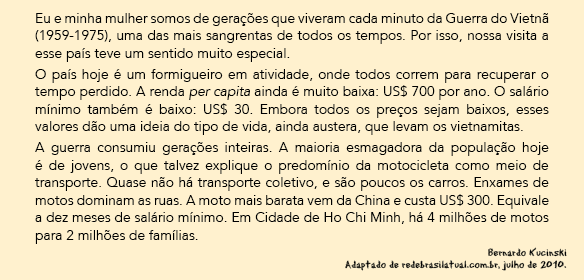 Eu e minha mulher somos de gerações que viveram cada minuto da Guerra do Vietnã
(1959-1975), uma das mais sangrentas de todos os tempos. Por isso, nossa visita a
esse país teve um sentido muito especial.
O país hoje é um formigueiro em atividade, onde todos correm para recuperar o
tempo perdido. A renda per capita ainda é muito baixa: US$ 700 por ano. O salário
mínimo também é baixo: US$ 30. Embora todos os preços sejam baixos, esses
valores dão uma ideia do tipo de vida, ainda austera, que levam os vietnamitas.
A guerra consumiu gerações inteiras. A maioria esmagadora da população hoje
é de jovens, o que talvez explique o predomínio da motocicleta como meio de
transporte. Quase não há transporte coletivo, e são poucos os carros. Enxames de
motos dominam as ruas. A moto mais barata vem da China e custa US$ 300. Equivale
a dez meses de salário mínimo. Em Cidade de Ho Chi Minh, há 4 milhões de motos
para 2 milhões de famílias.
Bernardo Kucinski
Adaptado de redebrasilatual.com.br, julho de 2010.